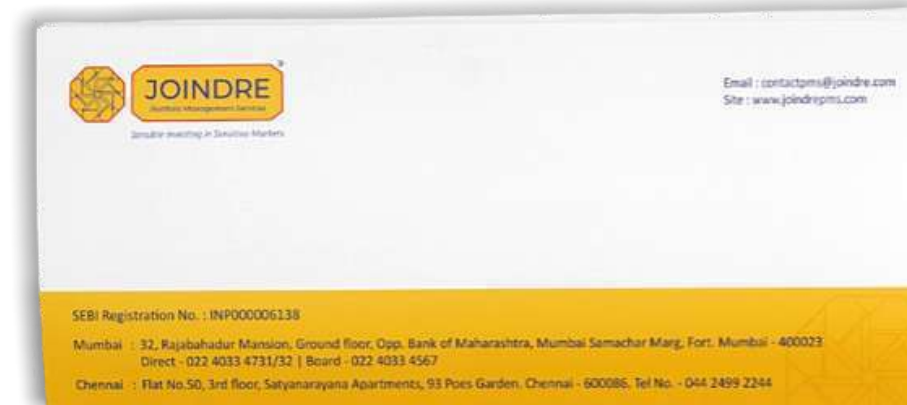 JOINDRE
Portfolio Management Services
Sensible investing in Sensitive Markets
Email : contactpms@joindre.com
Site : www.joindrepms.com
SEBI Registration No. : INP000006138
Mumbai : 32, Rajabahadur Mansion, Ground floor, Opp. Bank of Maharashtra, Mumbai Samachar Marg, Fort. Mumbai - 400023
Direct - 022 4033 4731/32 | Board - 022 4033 4567
Chennai : Flat No.50, 3rd floor, Satyanarayana Apartments, 93 Poes Garden. Chennai - 600086. Tel No. - 044 2499 2244